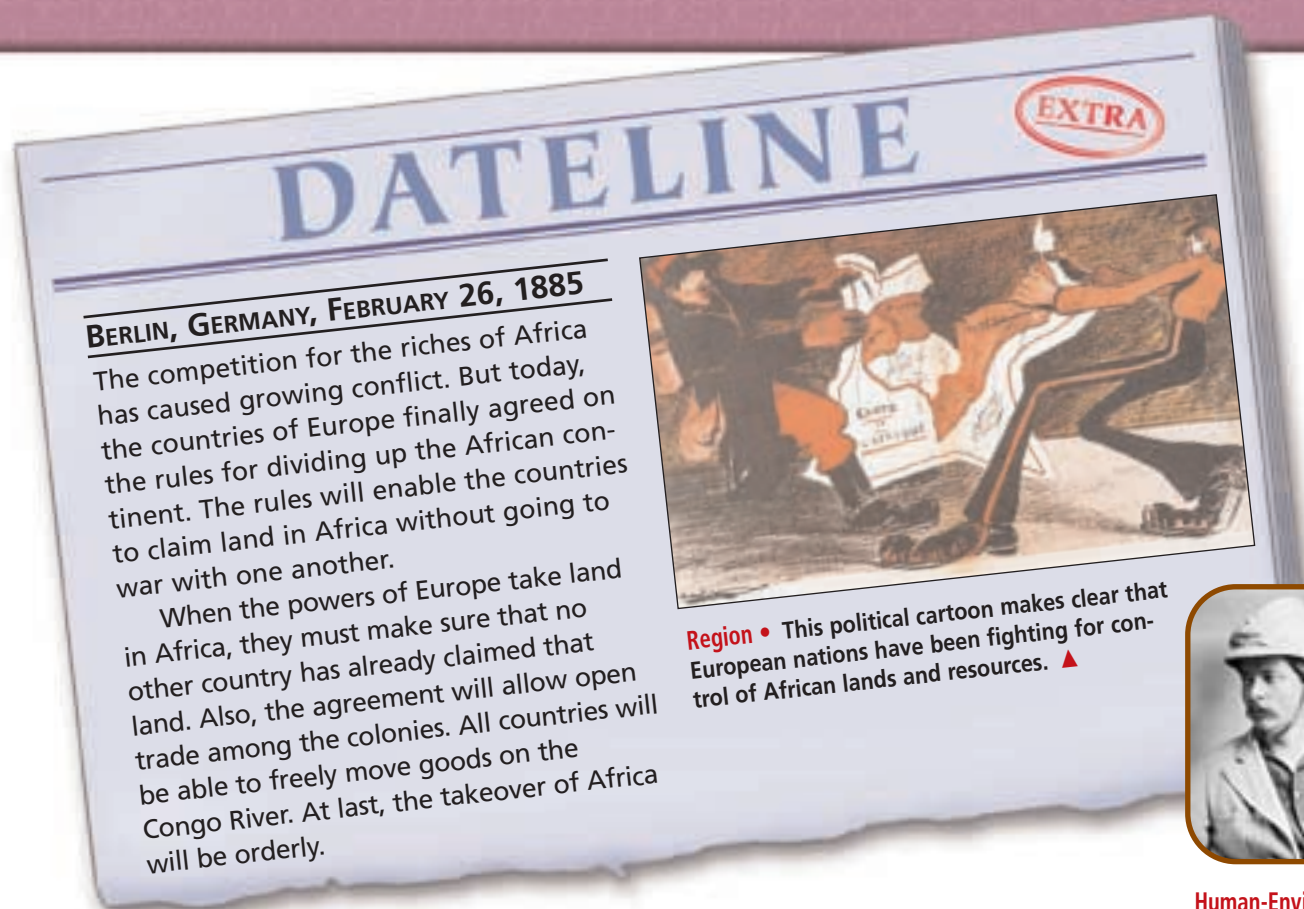 DATELINE
EXTRA
BERLIN, GERMANY, FEBRUARY 26, 1885
The competition for the riches of Africa
has caused growing conflict. But today,
the countries of Europe finally agreed on
the rules for dividing up the African con-
tinent. The rules will enable the countries
to claim land in Africa without going to
war with one another.
When the powers of Europe take land
in Africa, they must make sure that no
other country has already claimed that
land. Also, the agreement will allow open
trade among the colonies. All countries will
be able to freely move goods on the
Congo River. At last, the takeover of Africa
will be orderly.
Region • This political cartoon makes clear that
European nations have been fighting for con-
trol of African lands and resources. ▲